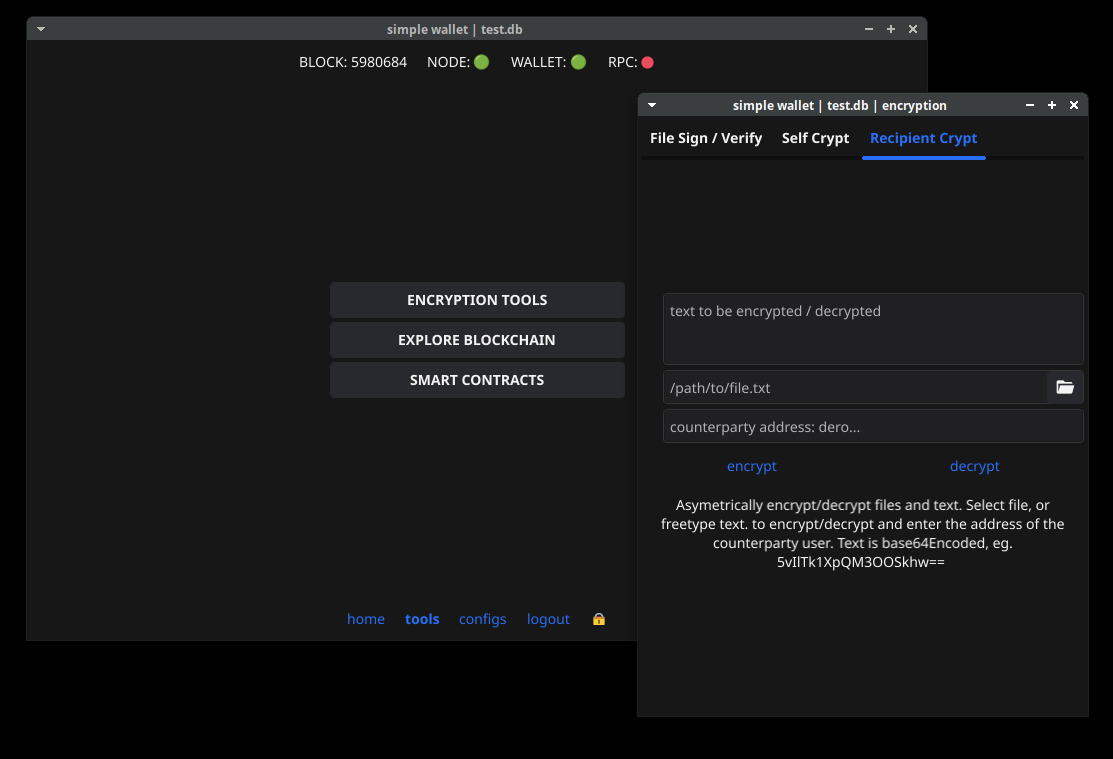 simple wallet | test.db
BLOCK: 5980684 NODE: WALLET: RPC:
ENCRYPTION TOOLS
EXPLORE BLOCKCHAIN
SMART CONTRACTS
home tools configs logout
simple wallet | test.db | encryption
File Sign / Verify Self Crypt Recipient Crypt
text to be encrypted / decrypted
/path/to/file.txt
counterparty address: dero...
encrypt decrypt
Asymetrically encrypt/decrypt files and text. Select file, or
freetype text. to encrypt/decrypt and enter the address of the
counterparty user. Text is base64Encoded, eg.
5vIlTk1XpQM3OOSkhw==